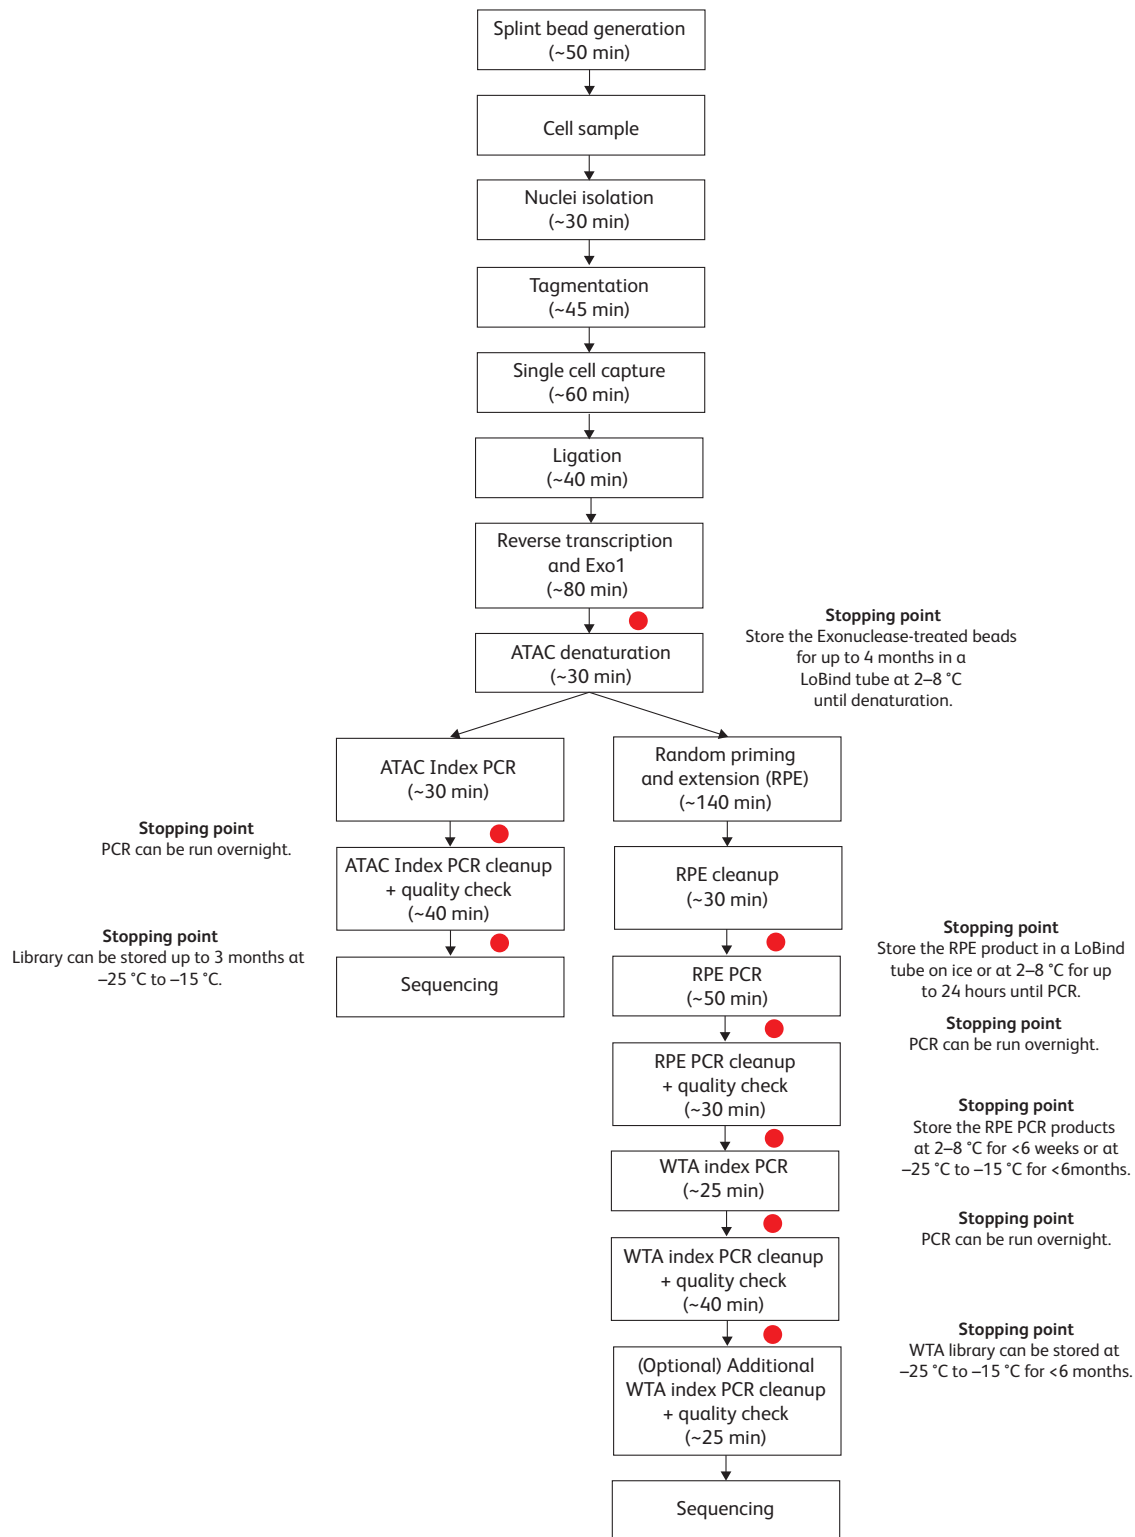 Splint bead generation
(~50 min)
Cell sample
Nuclei isolation
(~30 min)
Tagmentation
(~45 min)
Single cell capture
(~60 min)
Ligation
(~40 min)
Reverse transcription
and Exo1
(~80 min)
Stopping point
Store the Exonuclease-treated beads
for up to 4 months in a
LoBind tube at 2–8 °C
until denaturation.
ATAC denaturation
(~30 min)
ATAC Index PCR
(~30 min)
Stopping point
PCR can be run overnight.
ATAC Index PCR cleanup
+ quality check
(~40 min)
Stopping point
Library can be stored up to 3 months at
–25 °C to –15 °C.
Sequencing
Random priming
and extension (RPE)
(~140 min)
RPE cleanup
(~30 min)
Stopping point
Store the RPE product in a LoBind
tube on ice or at 2–8 °C for up
to 24 hours until PCR.
RPE PCR
(~50 min)
Stopping point
PCR can be run overnight.
RPE PCR cleanup
+ quality check
(~30 min)
Stopping point
Store the RPE PCR products
at 2–8 °C for <6 weeks or at
–25 °C to –15 °C for <6months.
WTA index PCR
(~25 min)
Stopping point
PCR can be run overnight.
WTA index PCR cleanup
+ quality check
(~40 min)
Stopping point
WTA library can be stored at
–25 °C to –15 °C for <6 months.
(Optional) Additional
WTA index PCR cleanup
+ quality check
(~25 min)
Sequencing